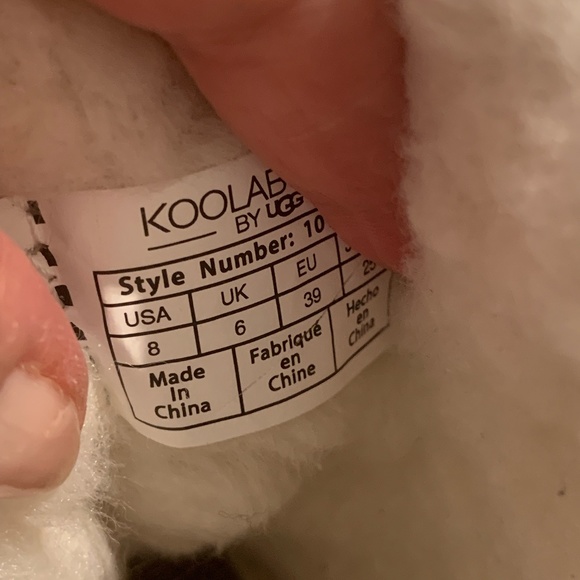 KOOLAB
BY UGG
Style Number: 10
USA UK EU
8 6 39 25
Made In China
Fabriqué en Chine
Hecho en China